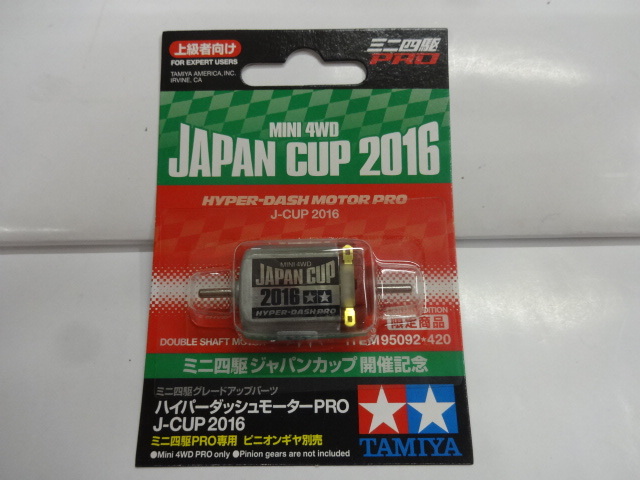 上級者向け
FOR EXPERT USERS
TAMIYA AMERICA, INC.
IRVINE, CA
ミニ四駆
PRO
MINI 4WD
JAPAN CUP 2016
HYPER-DASH MOTOR PRO
J-CUP 2016
MINI 4WD
JAPAN CUP
2016
HYPER-DASH PRO
EDITION
限定商品
DOUBLE SHAFT MOTOR
ITEM 95092★420
ミニ四駆ジャパンカップ開催記念
ミニ四駆グレードアップパーツ
ハイパーダッシュモーターPRO
J-CUP 2016
ミニ四駆PRO専用 ピニオンギヤ別売
●Mini 4WD PRO only ●Pinion gears are not included
TAMIYA